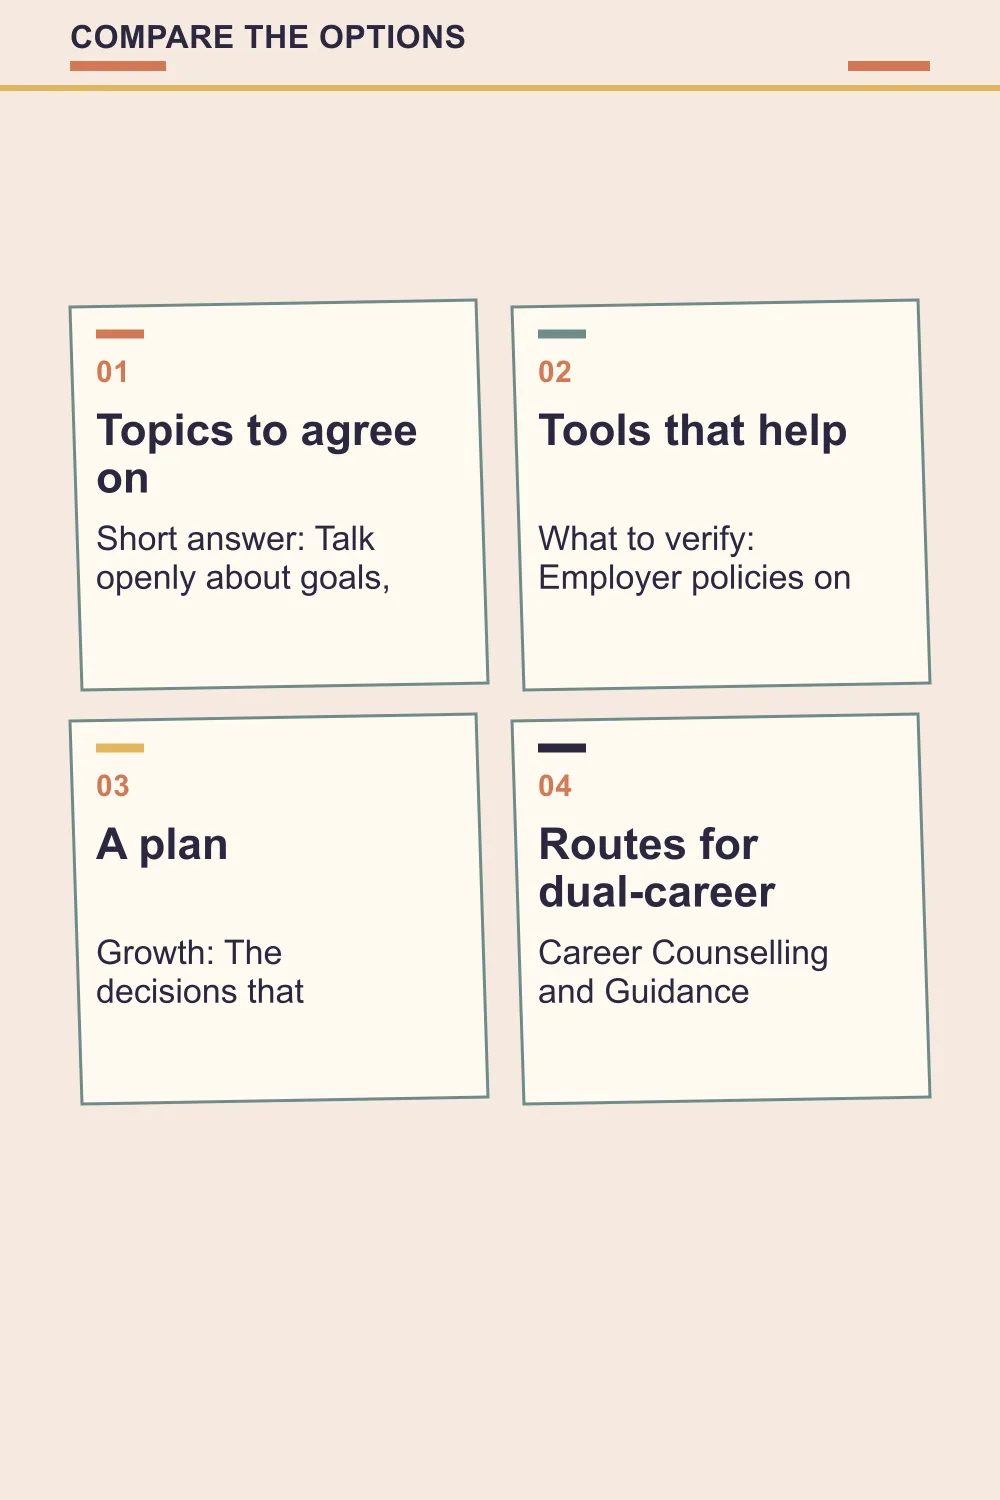 COMPARE THE OPTIONS
01
Topics to agree
on
Short answer: Talk
openly about goals,
02
Tools that help
What to verify:
Employer policies on
03
A plan
Growth: The
decisions that
04
Routes for
dual-career
Career Counselling
and Guidance